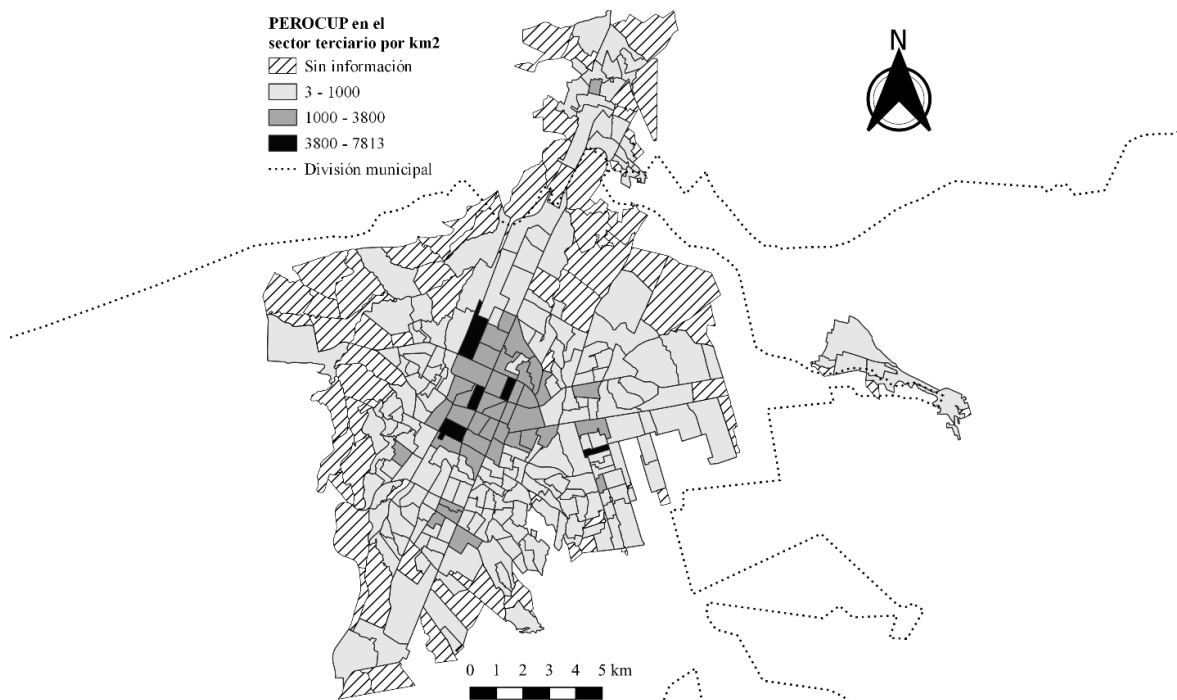 PEROCUP en el
sector terciario por km2
Sin información
3 - 1000
1000 - 3800
3800 - 7813
División municipal
N
0 1 2 3 4 5 km